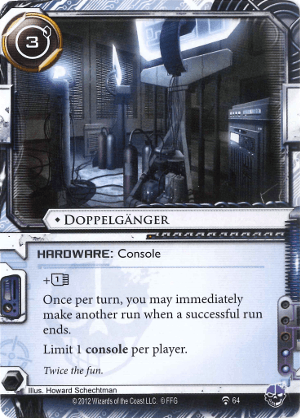 3
♦ DOPPELGÄNGER
HARDWARE: Console
+1
Once per turn, you may immediately
make another run when a successful run
ends.
Limit 1 console per player.
Twice the fun.
Illus. Howard Schechtman
©2012 Wizards of the Coast LLC. © FFG 64